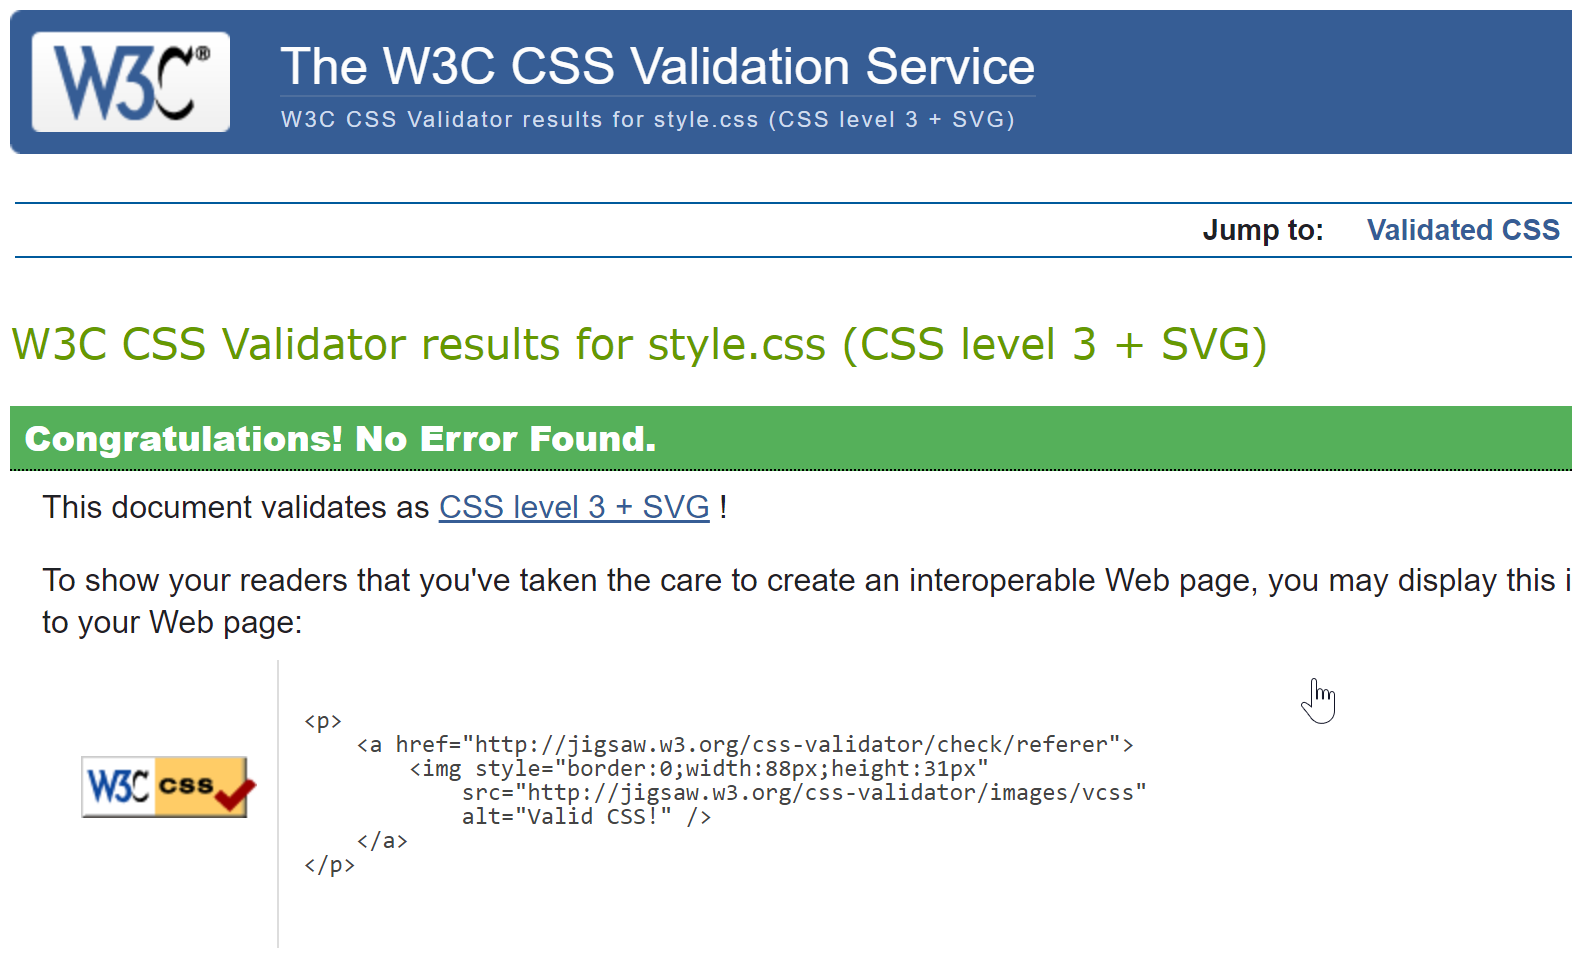 W3C®
The W3C CSS Validation Service
W3C CSS Validator results for style.css (CSS level 3 + SVG)
Jump to: Validated CSS
W3C CSS Validator results for style.css (CSS level 3 + SVG)
Congratulations! No Error Found.
This document validates as CSS level 3 + SVG !
To show your readers that you've taken the care to create an interoperable Web page, you may display this i
to your Web page:
W3C css
<p>
    <a href="http://jigsaw.w3.org/css-validator/check/referer">
        <img style="border:0;width:88px;height:31px"
            src="http://jigsaw.w3.org/css-validator/images/vcss"
            alt="Valid CSS!" />
    </a>
</p>